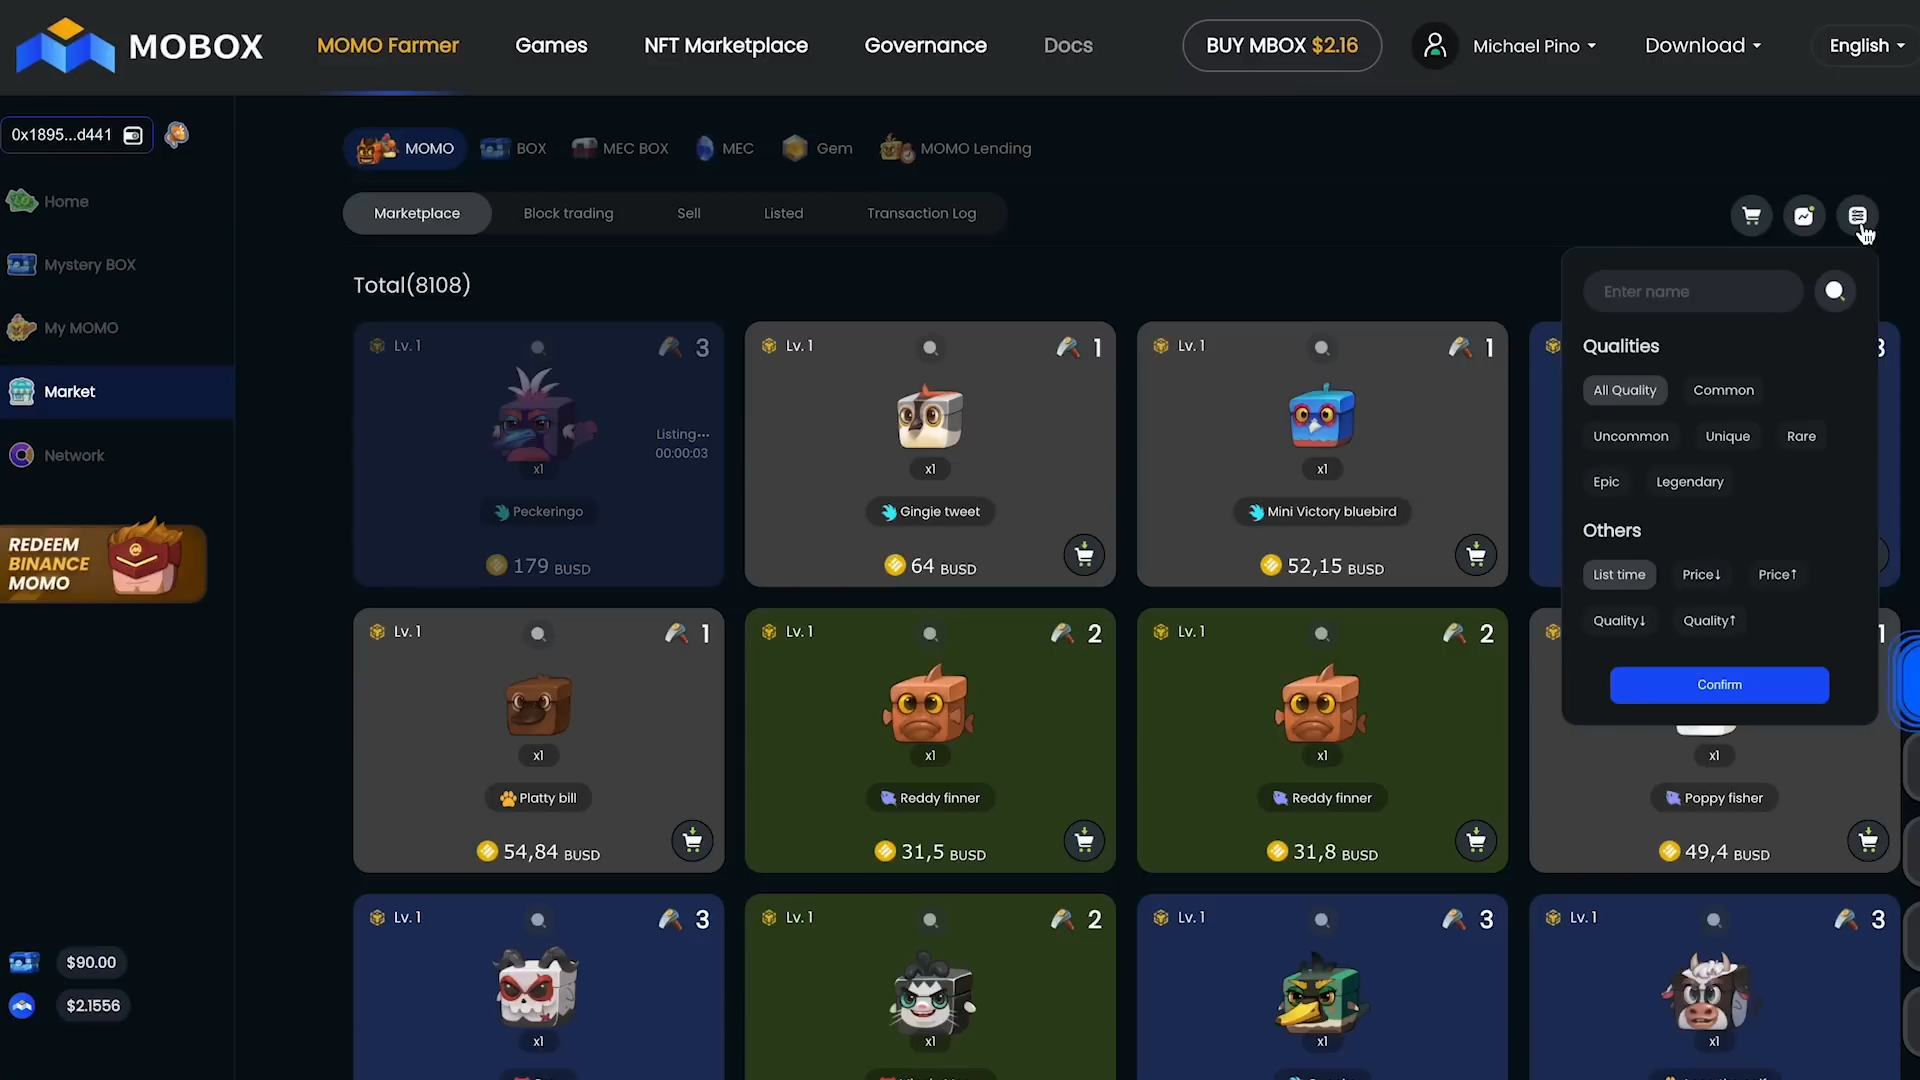 MOBOX
MOMO Farmer Games NFT Marketplace Governance Docs BUY MBOX $2.16 Michael Pino Download English
0x1895...d441
Home
Mystery BOX
My MOMO
Market
Network
REDEEM
BINANCE
MOMO
$90.00
$2.1556
MOMO BOX MEC BOX MEC Gem MOMO Lending
Marketplace Block trading Sell Listed Transaction Log
Total(8108)
Lv. 1 3
Listing...
00:00:03
x1
Peckeringo
179 BUSD
Lv. 1 1
x1
Gingie tweet
64 BUSD
Lv. 1 1
x1
Mini Victory bluebird
52,15 BUSD
3
Enter name
Qualities
All Quality Common
Uncommon Unique Rare
Epic Legendary
Others
List time Price↓ Price↑
Quality↓ Quality↑
Confirm
Lv. 1 1
x1
Platty bill
54,84 BUSD
Lv. 1 2
x1
Reddy finner
31,5 BUSD
Lv. 1 2
x1
Reddy finner
31,8 BUSD
1
x1
Poppy fisher
49,4 BUSD
Lv. 1 3
x1
Lv. 1 2
x1
Lv. 1 3
x1
Lv. 1 3
x1